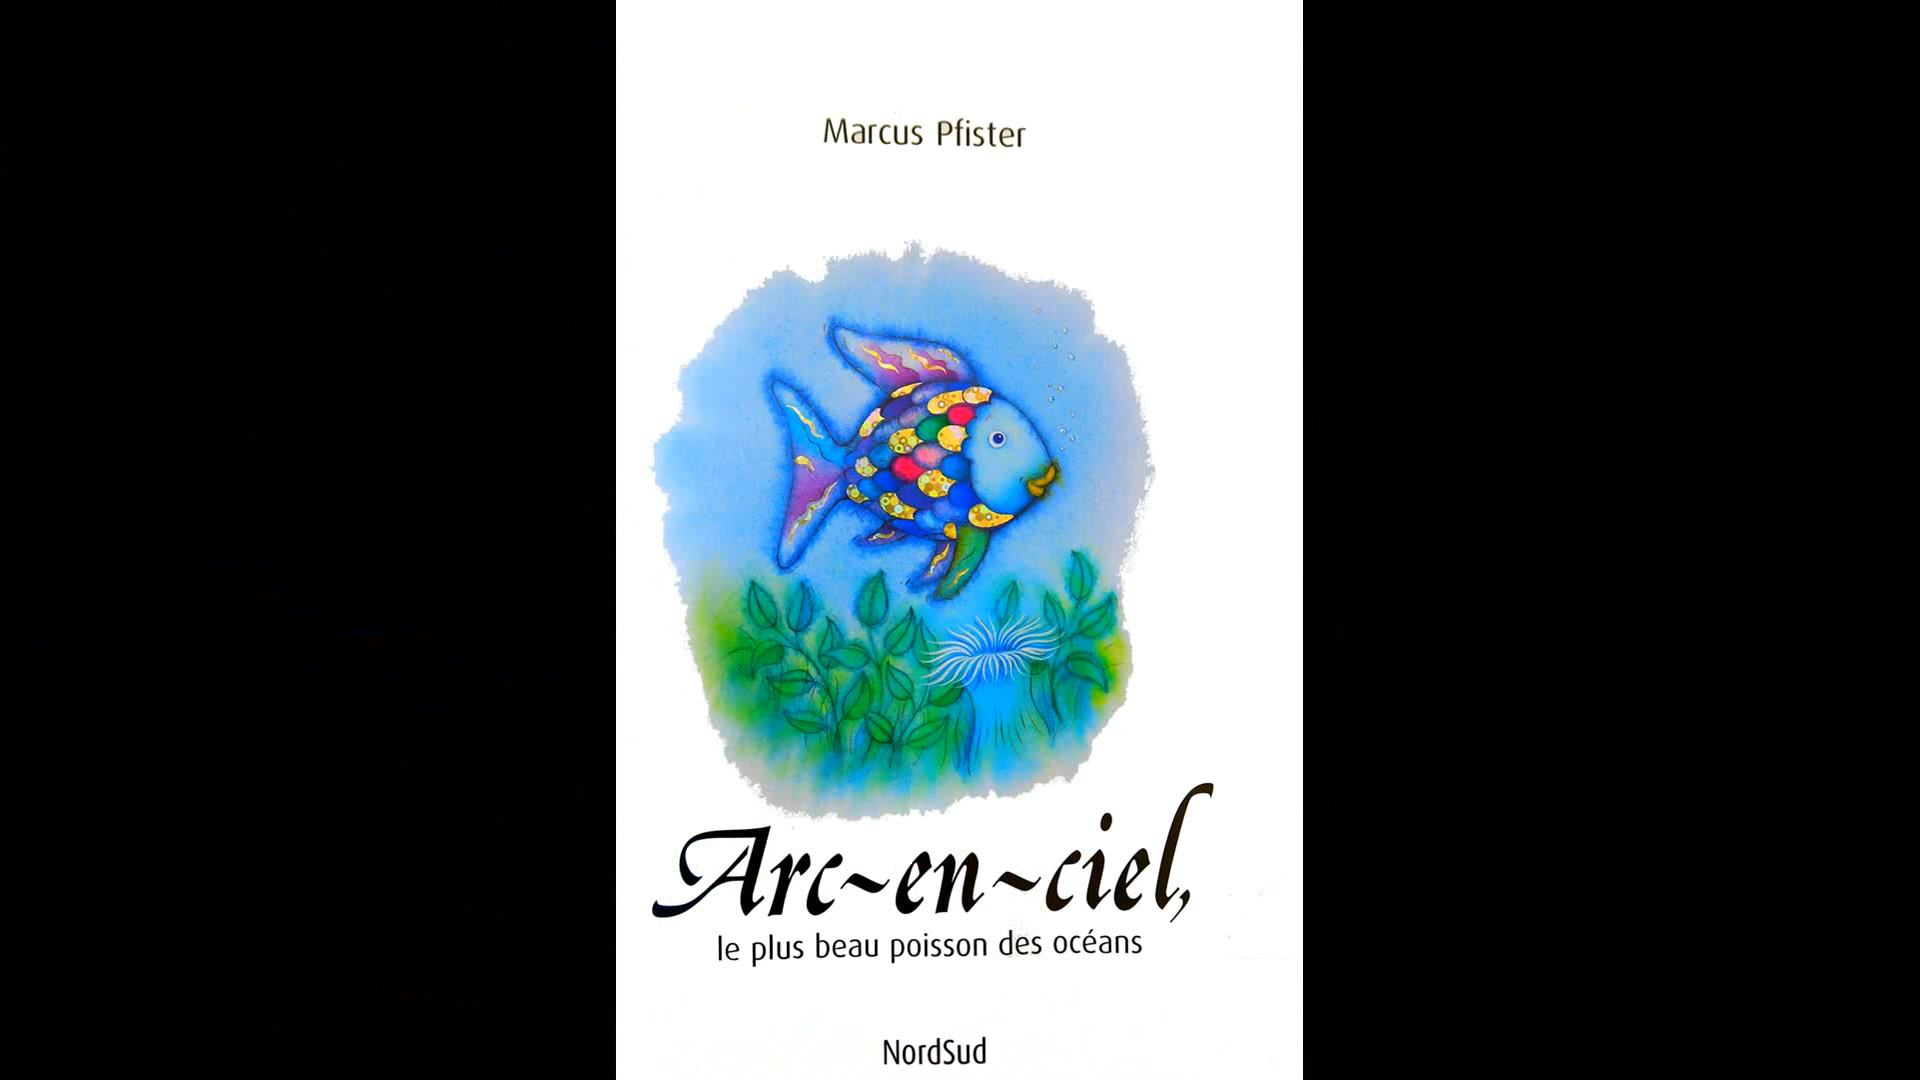 Marcus Pfister
Arc~en~ciel,
le plus beau poisson des océans
NordSud